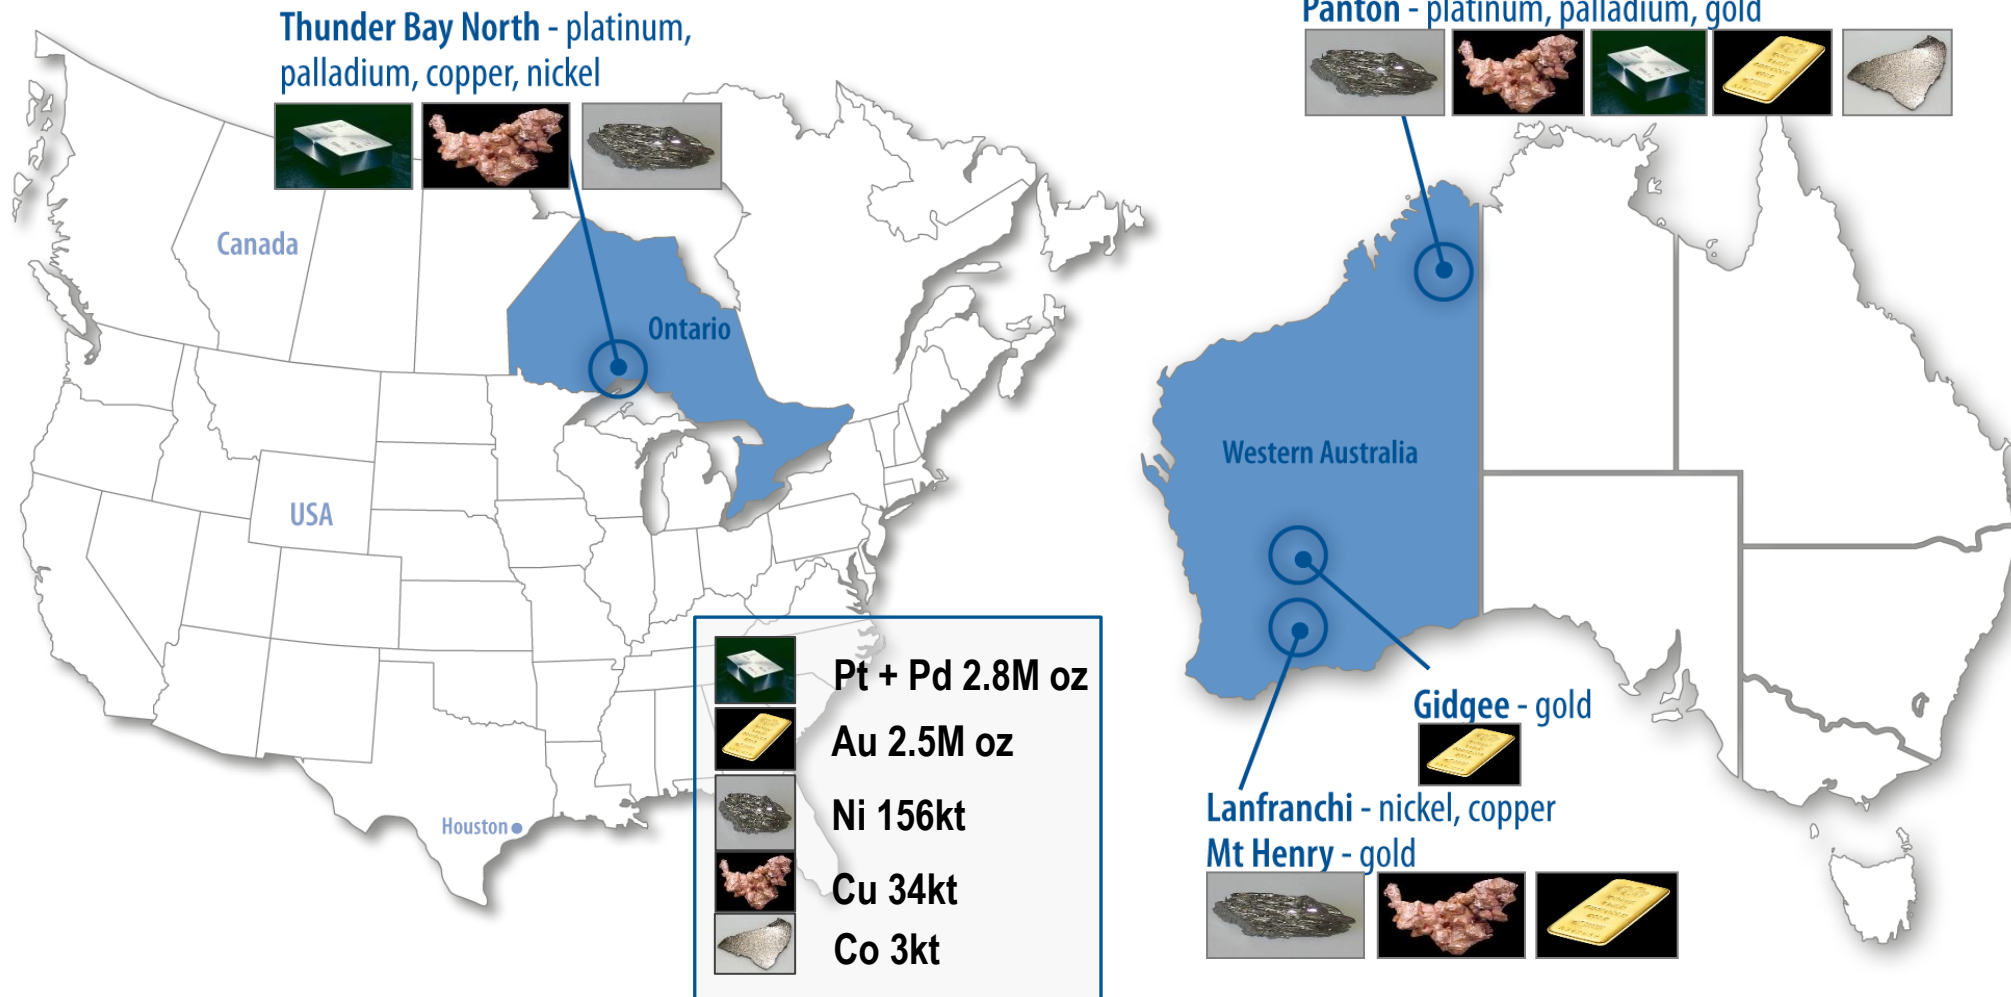 Thunder Bay North - platinum,
palladium, copper, nickel
Canada
Ontario
USA
Houston
Pt + Pd 2.8M oz
Au 2.5M oz
Ni 156kt
Cu 34kt
Co 3kt
Panton - platinum, palladium, gold
Western Australia
Gidgee - gold
Lanfranchi - nickel, copper
Mt Henry - gold